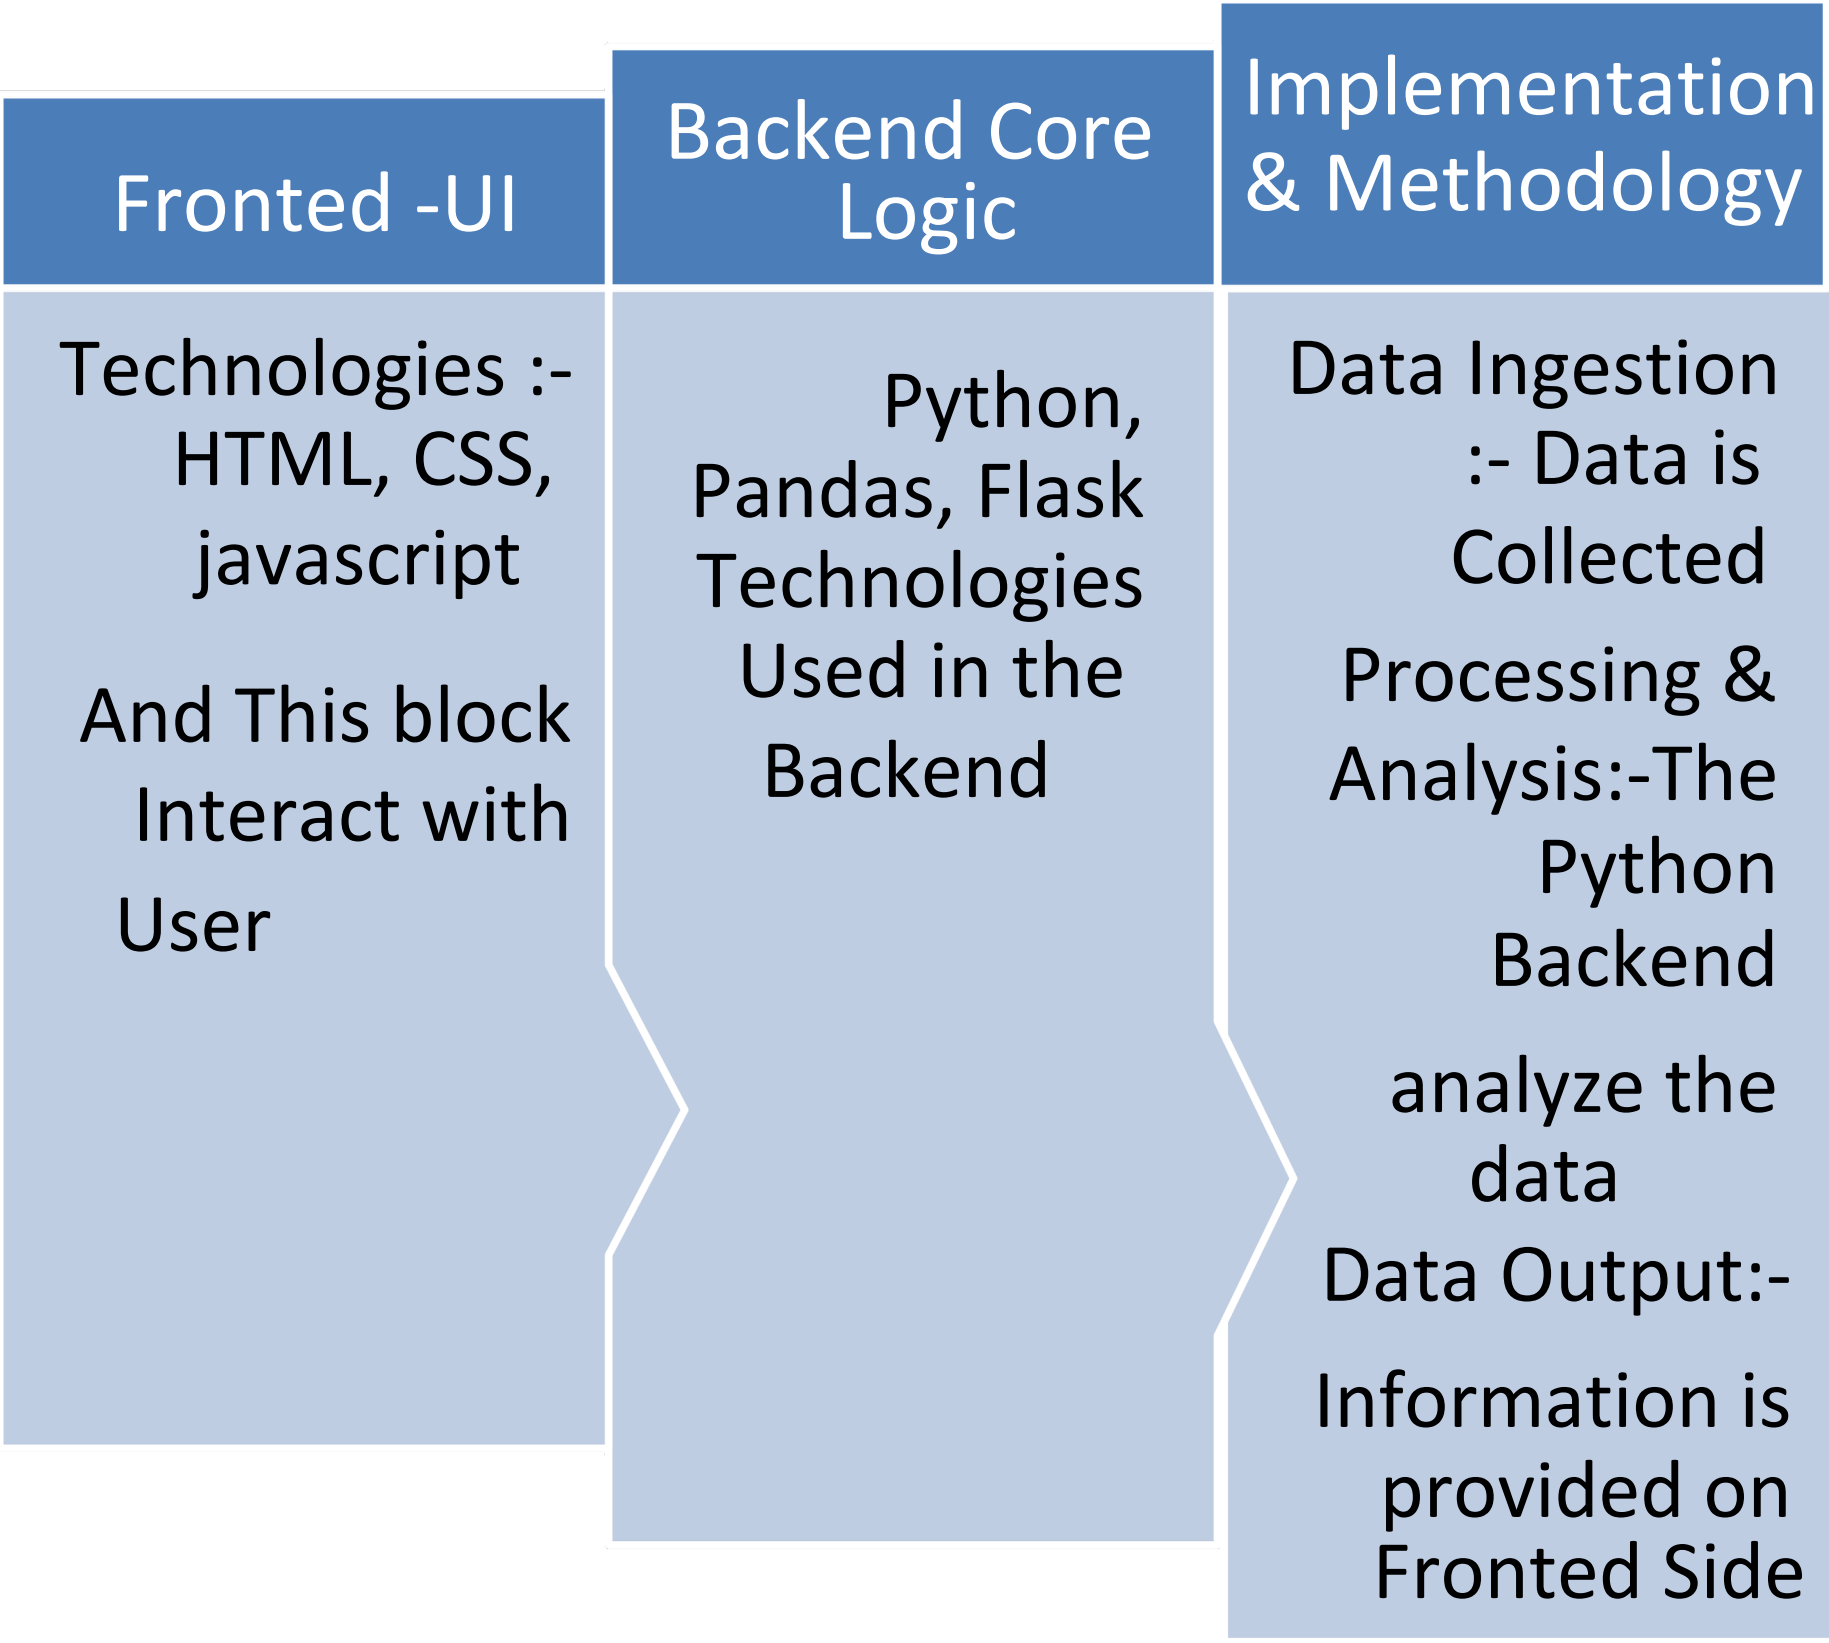 Fronted -UI
Technologies :-
HTML, CSS,
javascript
And This block
Interact with
User
Backend Core
Logic
Python,
Pandas, Flask
Technologies
Used in the
Backend
Implementation
& Methodology
Data Ingestion
:- Data is
Collected
Processing &
Analysis:-The
Python
Backend
analyze the
data
Data Output:-
Information is
provided on
Fronted Side